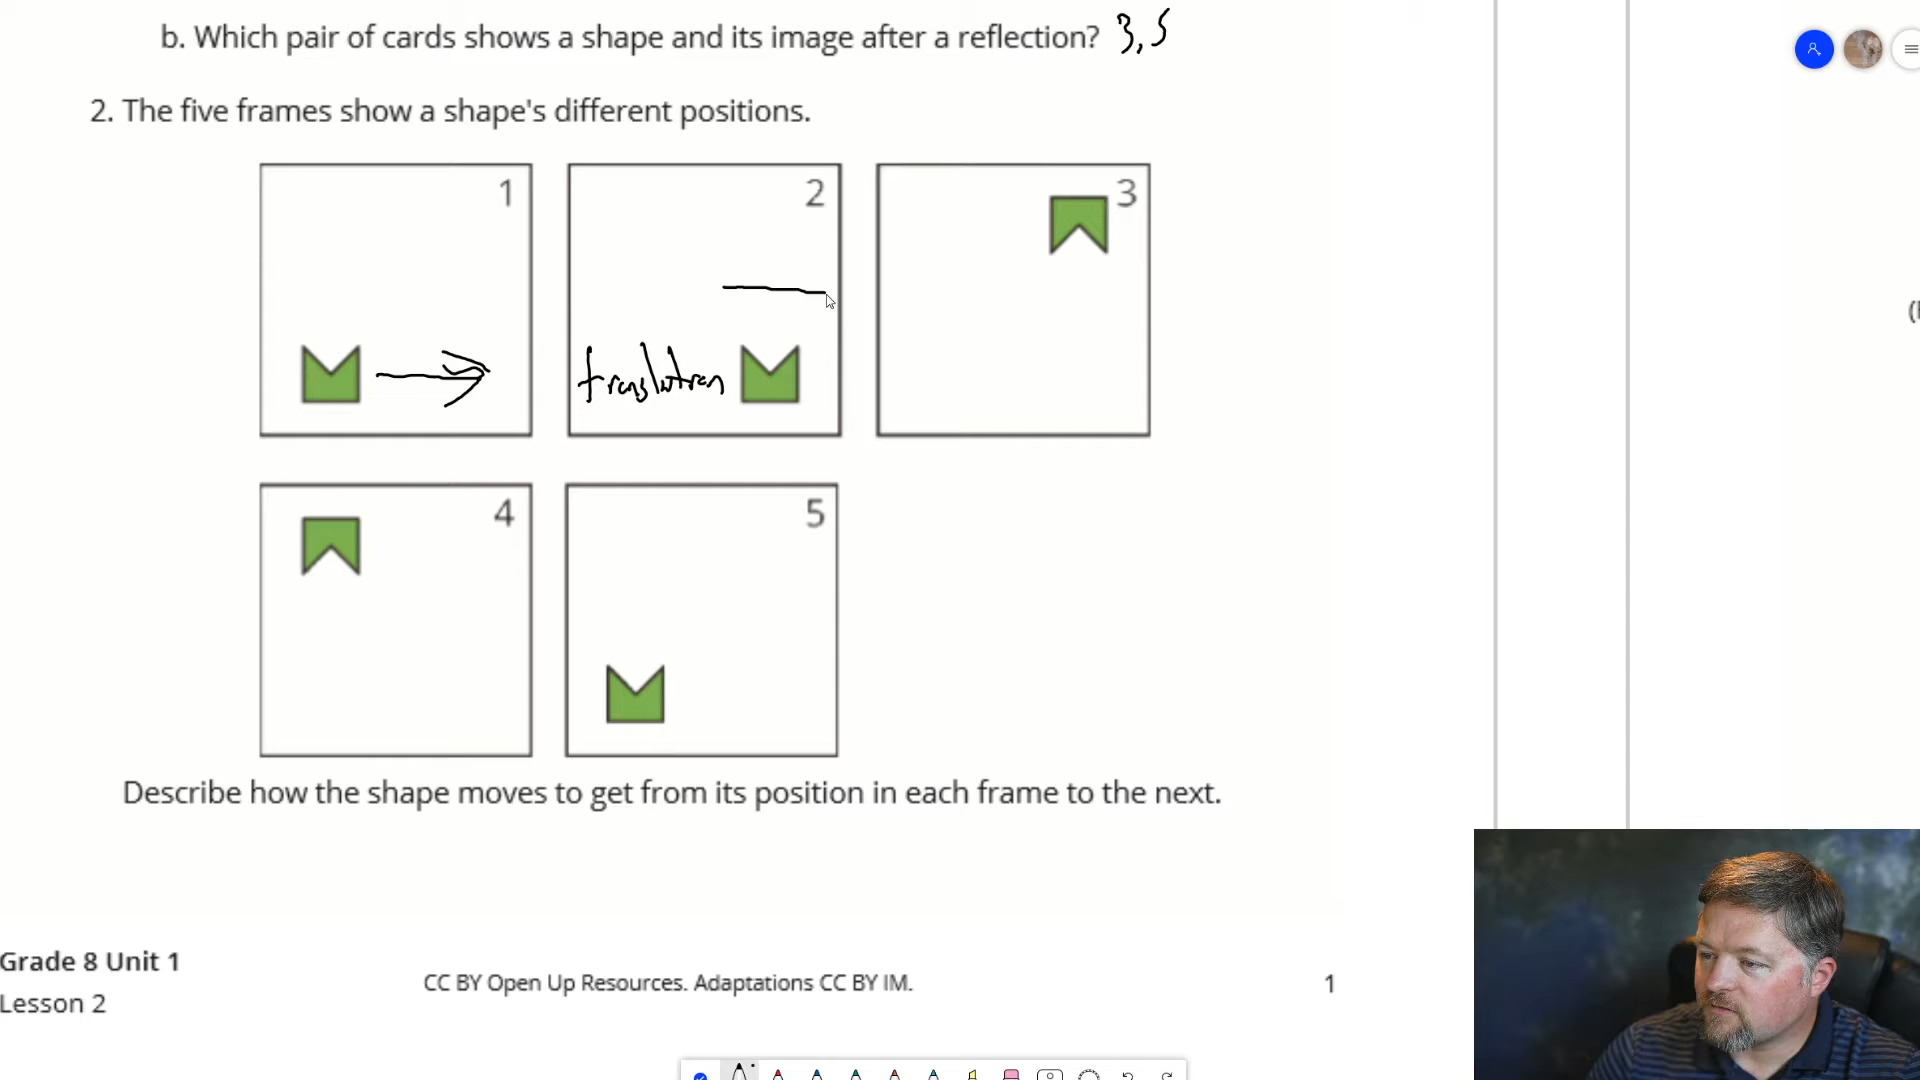 b. Which pair of cards shows a shape and its image after a reflection? 3,5
2. The five frames show a shape's different positions.
1
2
3
translation
4
5
Describe how the shape moves to get from its position in each frame to the next.
Grade 8 Unit 1
Lesson 2
CC BY Open Up Resources. Adaptations CC BY IM.
1